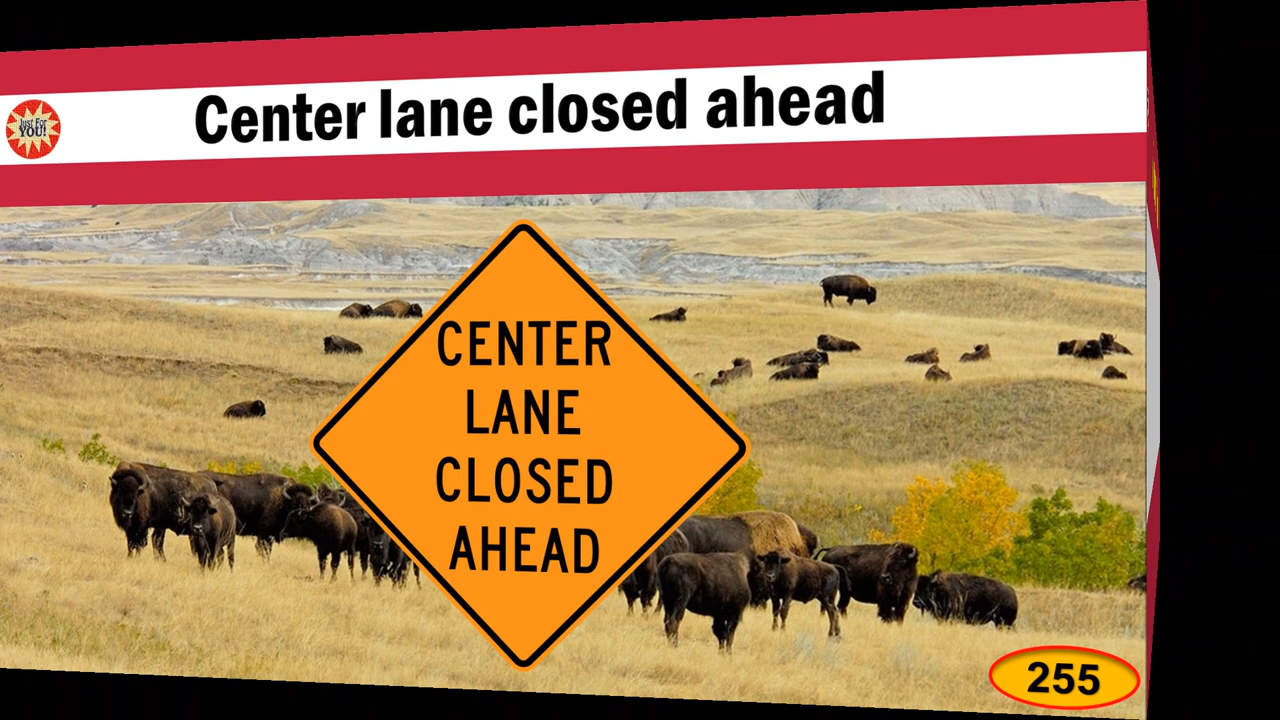 Center lane closed ahead
Just For
YOU!
CENTER
LANE
CLOSED
AHEAD
255